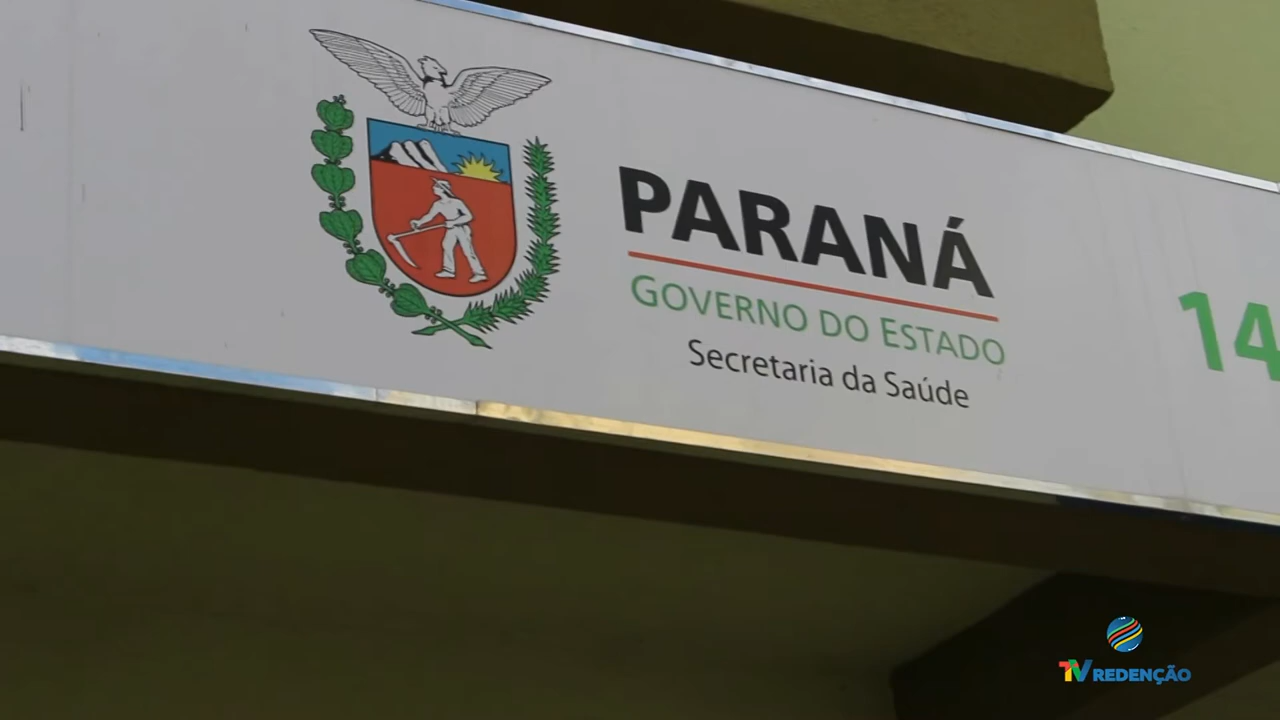 PARANÁ
GOVERNO DO ESTADO
Secretaria da Saúde
14
TV REDENÇÃO